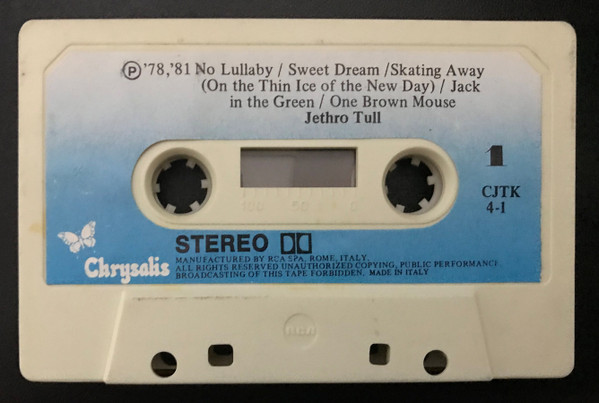 Ⓟ'78,'81 No Lullaby / Sweet Dream /Skating Away
(On the Thin Ice of the New Day) / Jack
in the Green / One Brown Mouse
Jethro Tull
1
CJTK
4-I
Chrysalis
STEREO
MANUFACTURED BY RCA SPA, ROME, ITALY.
ALL RIGHTS RESERVED UNAUTHORIZED COPYING, PUBLIC PERFORMANCE
BROADCASTING OF THIS TAPE FORBIDDEN. MADE IN ITALY
RCA